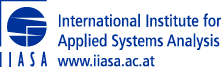 International Institute for
Applied Systems Analysis
IIASA www.iiasa.ac.at